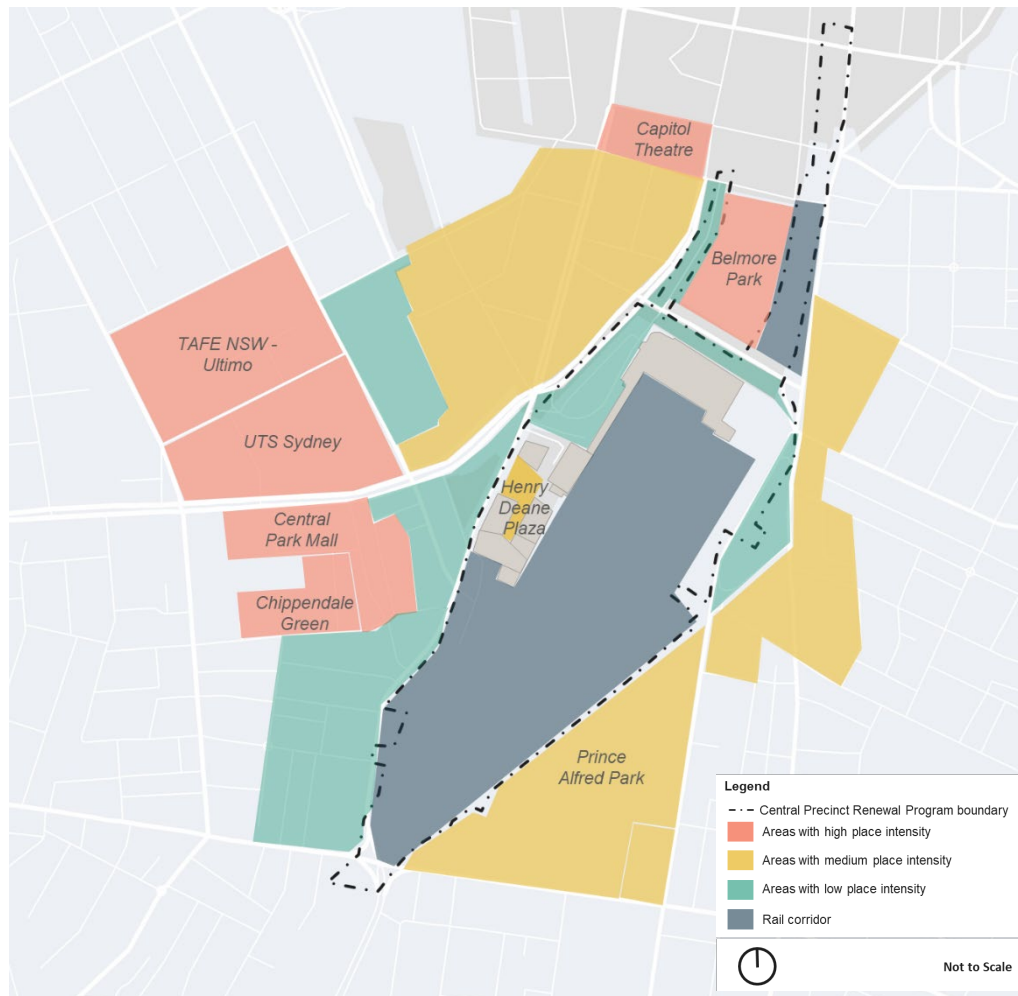 Capitol
Theatre
Belmore
Park
TAFE NSW -
Ultimo
UTS Sydney
Henry
Deane
Plaza
Central
Park Mall
Chippendale
Green
Prince
Alfred Park
Legend
Central Precinct Renewal Program boundary
Areas with high place intensity
Areas with medium place intensity
Areas with low place intensity
Rail corridor
Not to Scale